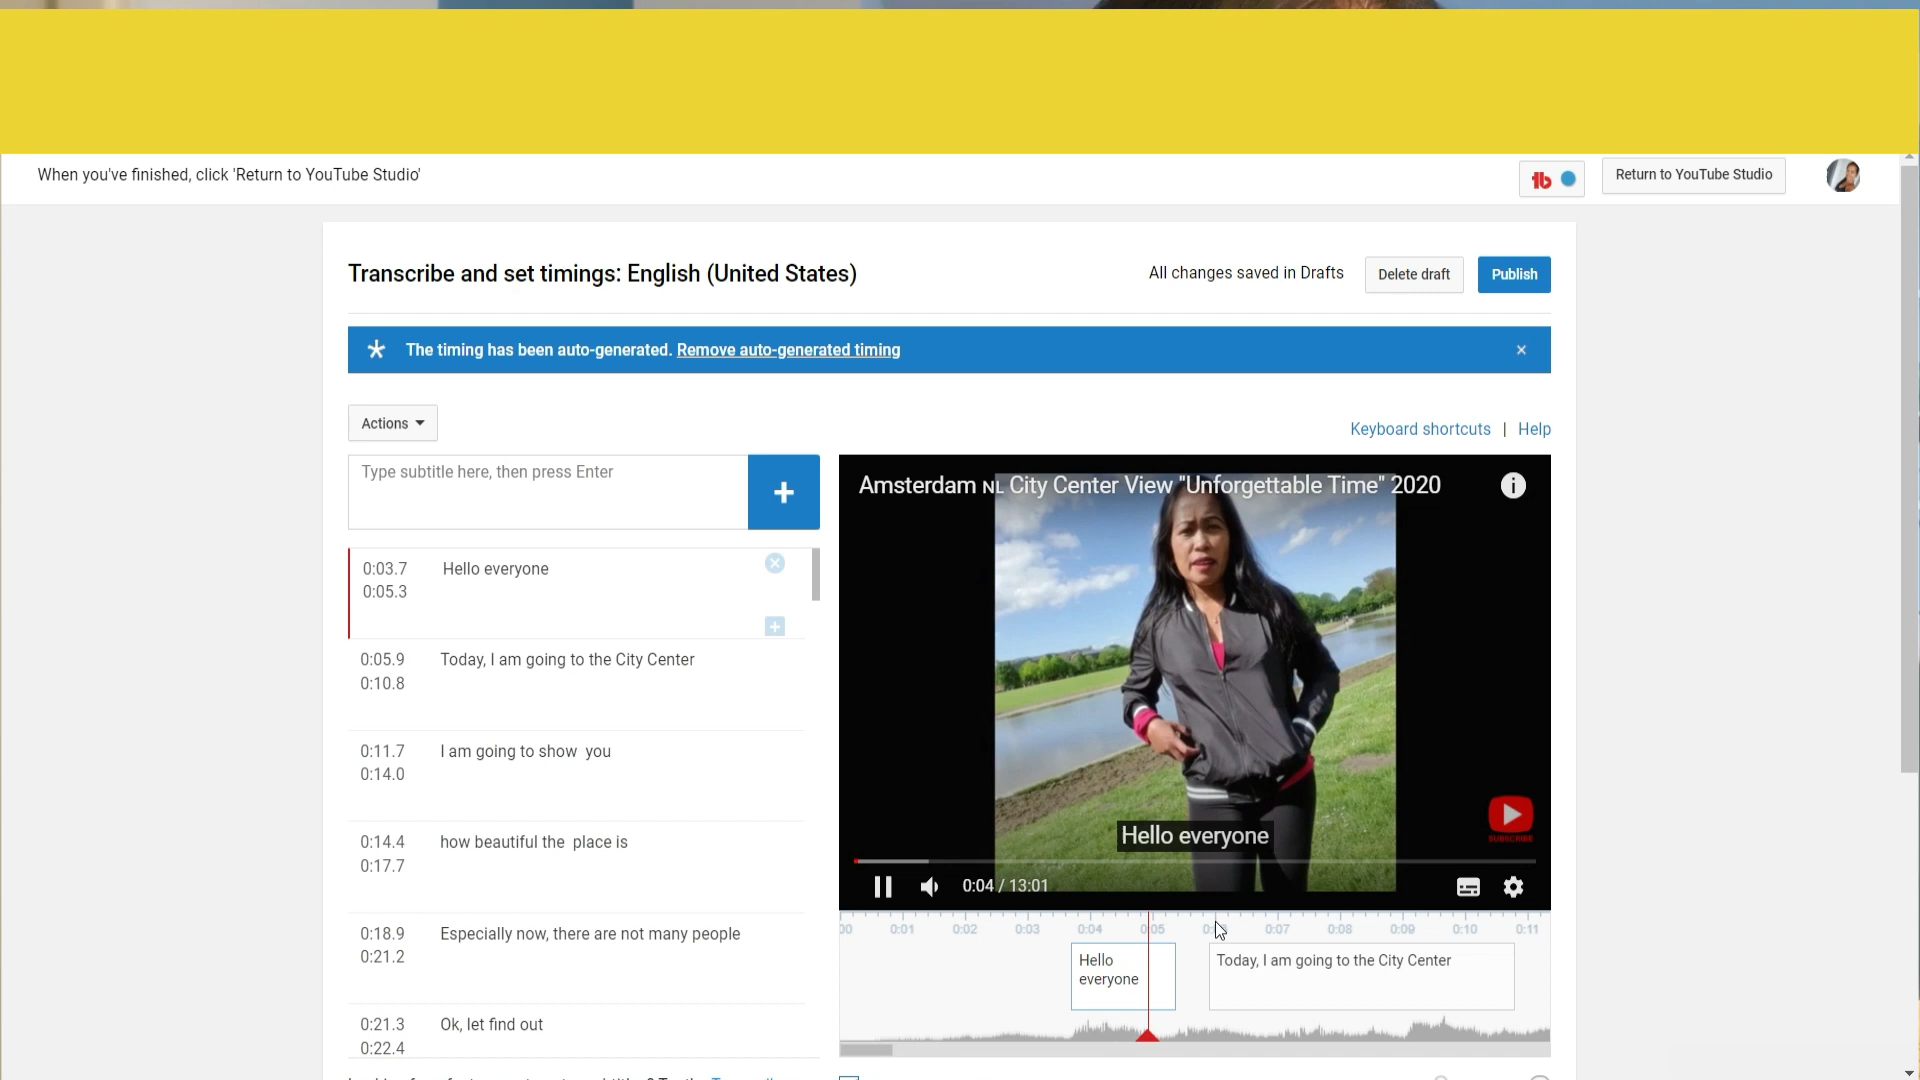 When you've finished, click 'Return to YouTube Studio'
Return to YouTube Studio
Transcribe and set timings: English (United States)
All changes saved in Drafts
Delete draft
Publish
The timing has been auto-generated. Remove auto-generated timing
Actions
Keyboard shortcuts | Help
Type subtitle here, then press Enter
0:03.7 Hello everyone
0:05.3
0:05.9 Today, I am going to the City Center
0:10.8
0:11.7 I am going to show you
0:14.0
0:14.4 how beautiful the place is
0:17.7
0:18.9 Especially now, there are not many people
0:21.2
0:21.3 Ok, let find out
0:22.4
Amsterdam NL City Center View "Unforgettable Time" 2020
SUBSCRIBE
Hello everyone
0:04 / 13:01
0:01 0:02 0:03 0:04 0:05 0:07 0:08 0:09 0:10 0:11
Hello
everyone
Today, I am going to the City Center